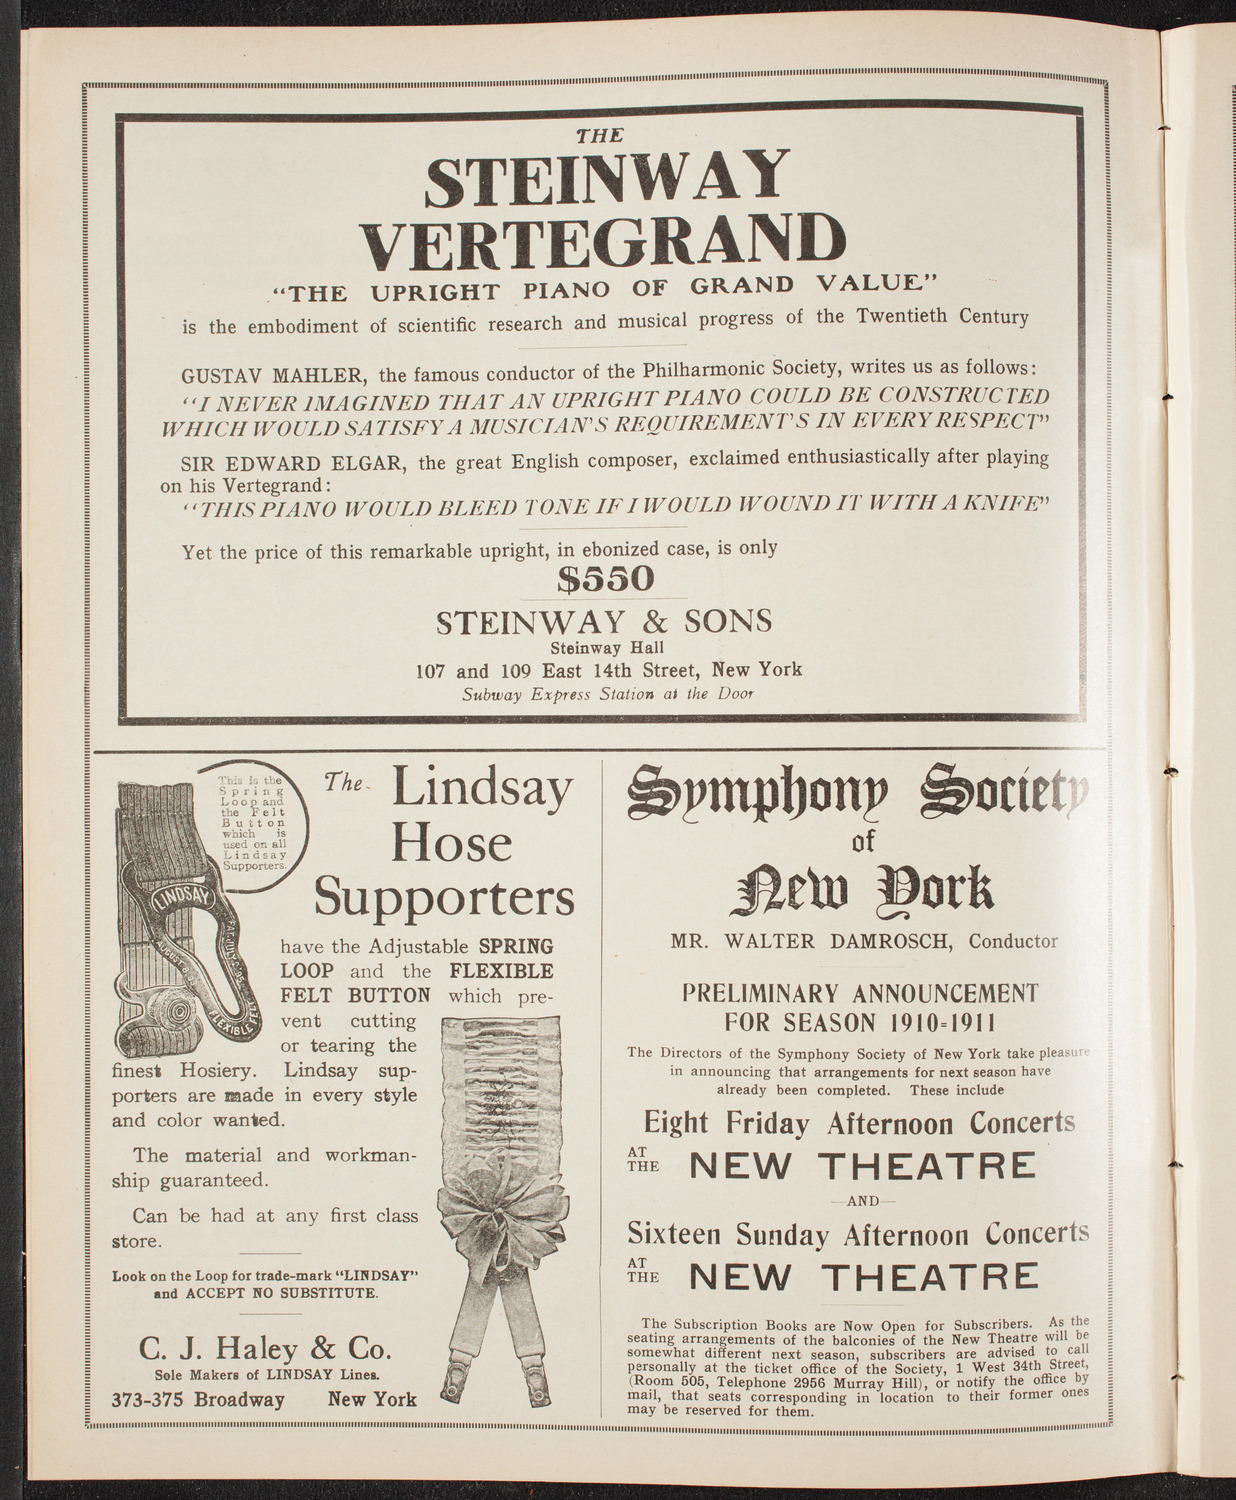 THE
STEINWAY
VERTEGRAND
“THE UPRIGHT PIANO OF GRAND VALUE”
is the embodiment of scientific research and musical progress of the Twentieth Century
GUSTAV MAHLER, the famous conductor of the Philharmonic Society, writes us as follows:
“I NEVER IMAGINED THAT AN UPRIGHT PIANO COULD BE CONSTRUCTED
WHICH WOULD SATISFY A MUSICIAN'S REQUIREMENT'S IN EVERY RESPECT”
SIR EDWARD ELGAR, the great English composer, exclaimed enthusiastically after playing
on his Vertegrand:
“THIS PIANO WOULD BLEED TONE IF I WOULD WOUND IT WITH A KNIFE”
Yet the price of this remarkable upright, in ebonized case, is only
$550
STEINWAY & SONS
Steinway Hall
107 and 109 East 14th Street, New York
Subway Express Station at the Door
This is the
Spring
Loop and
the Felt
Button
which is
used on all
Lindsay
Supporters.
LINDSAY
The Lindsay
Hose
Supporters
have the Adjustable SPRING
LOOP and the FLEXIBLE
FELT BUTTON which pre-
vent cutting
or tearing the
finest Hosiery. Lindsay sup-
porters are made in every style
and color wanted.
The material and workman-
ship guaranteed.
Can be had at any first class
store.
Look on the Loop for trade-mark “LINDSAY”
and ACCEPT NO SUBSTITUTE.
C. J. Haley & Co.
Sole Makers of LINDSAY Lines.
373-375 Broadway New York
Symphony Society
of
New York
MR. WALTER DAMROSCH, Conductor
PRELIMINARY ANNOUNCEMENT
FOR SEASON 1910=1911
The Directors of the Symphony Society of New York take pleasure
in announcing that arrangements for next season have
already been completed. These include
Eight Friday Afternoon Concerts
AT THE NEW THEATRE
—AND—
Sixteen Sunday Afternoon Concerts
AT THE NEW THEATRE
The Subscription Books are Now Open for Subscribers. As the
seating arrangements of the balconies of the New Theatre will be
somewhat different next season, subscribers are advised to call
personally at the ticket office of the Society, 1 West 34th Street,
(Room 505, Telephone 2956 Murray Hill), or notify the office by
mail, that seats corresponding in location to their former ones
may be reserved for them.